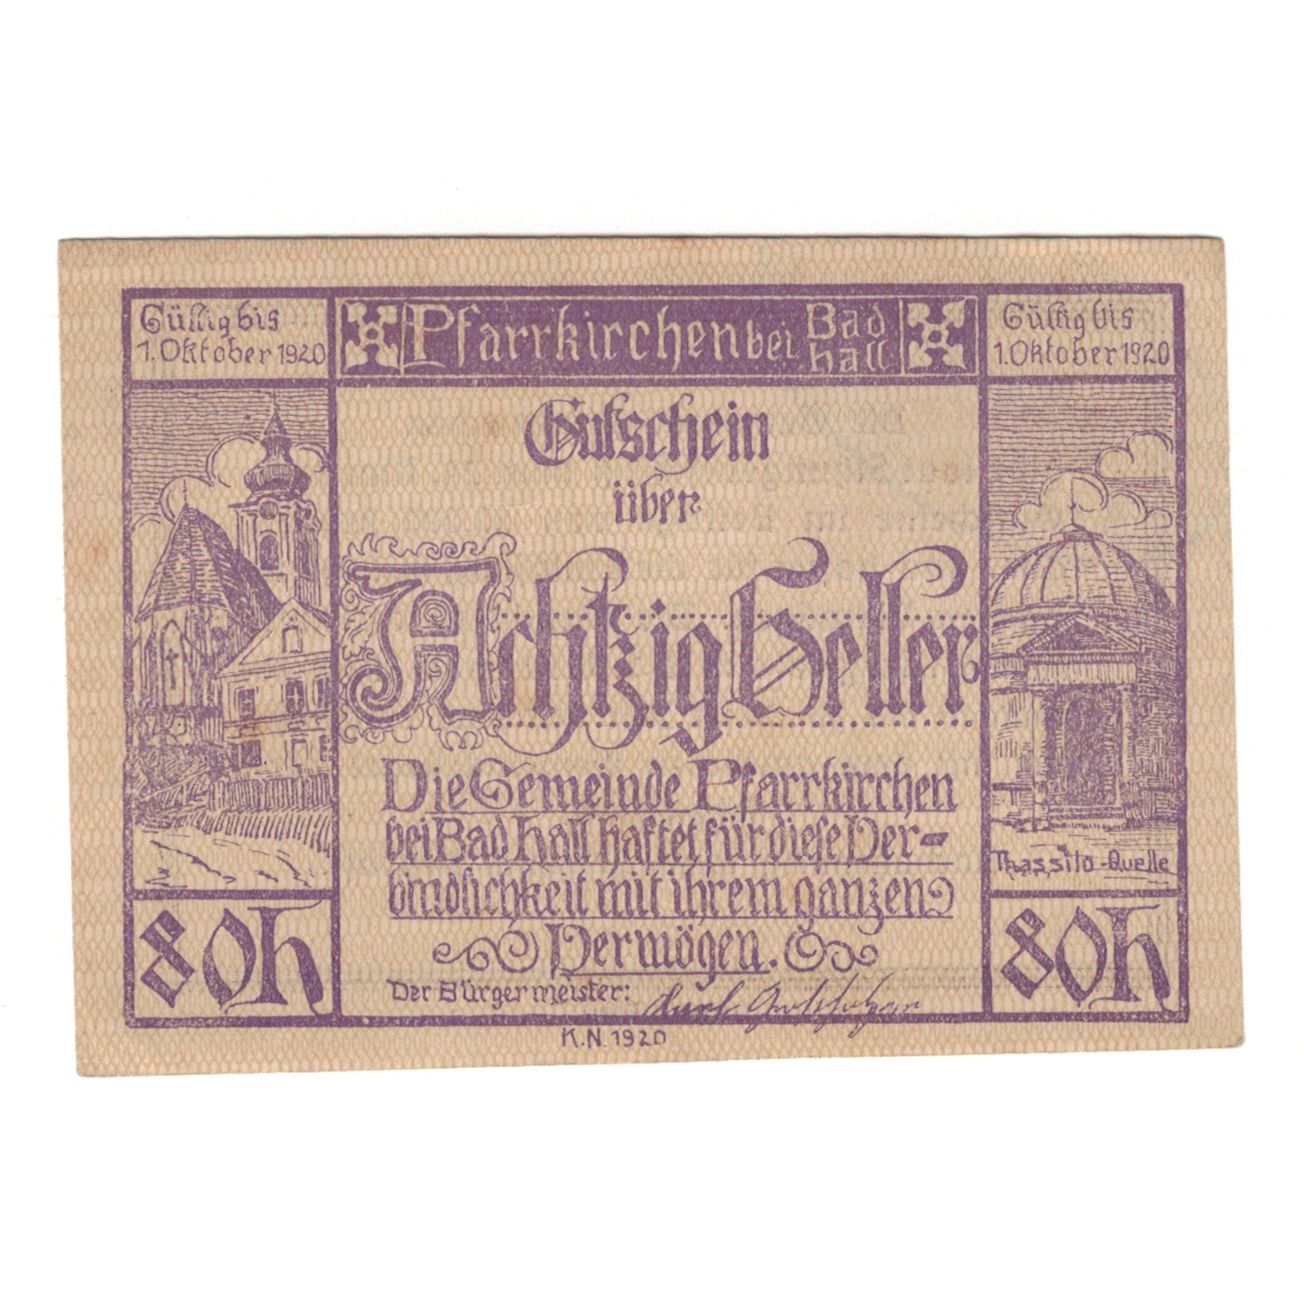 Gültig bis
1. Oktober 1920
Pfarrkirchen bei Bad Hall
Gültig bis
1. Oktober 1920
Gutschein
über
Achtzig Heller
Die Gemeinde Pfarrkirchen
bei Bad Hall haftet für diese Ver-
bindlichkeit mit ihrem ganzen
Vermögen.
Thassilo-Quelle
80h
80h
Der Bürgermeister:
K.N. 1920